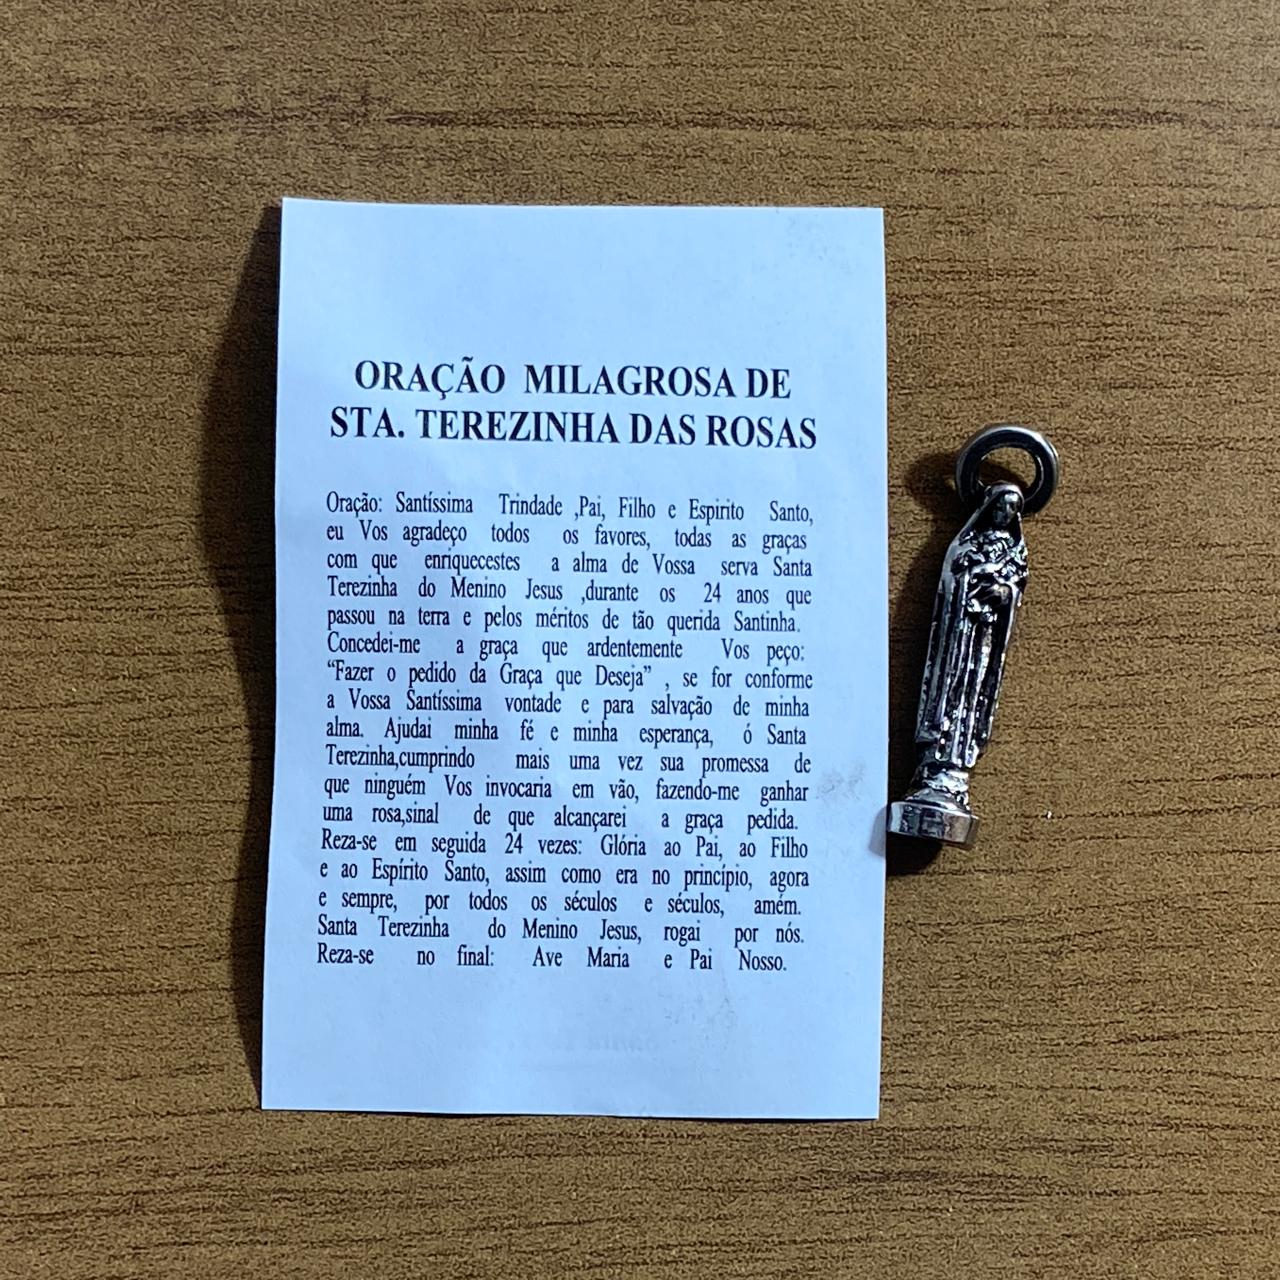 ORAÇÃO MILAGROSA DE
STA. TEREZINHA DAS ROSAS
Oração: Santíssima Trindade ,Pai, Filho e Espirito Santo,
eu Vos agradeço todos os favores, todas as graças
com que enriquecestes a alma de Vossa serva Santa
Terezinha do Menino Jesus ,durante os 24 anos que
passou na terra e pelos méritos de tão querida Santinha.
Concedei-me a graça que ardentemente Vos peço:
“Fazer o pedido da Graça que Deseja” , se for conforme
a Vossa Santíssima vontade e para salvação de minha
alma. Ajudai minha fé e minha esperança, ó Santa
Terezinha,cumprindo mais uma vez sua promessa de
que ninguém Vos invocaria em vão, fazendo-me ganhar
uma rosa,sinal de que alcançarei a graça pedida.
Reza-se em seguida 24 vezes: Glória ao Pai, ao Filho
e ao Espírito Santo, assim como era no princípio, agora
e sempre, por todos os séculos e séculos, amém.
Santa Terezinha do Menino Jesus, rogai por nós.
Reza-se no final: Ave Maria e Pai Nosso.